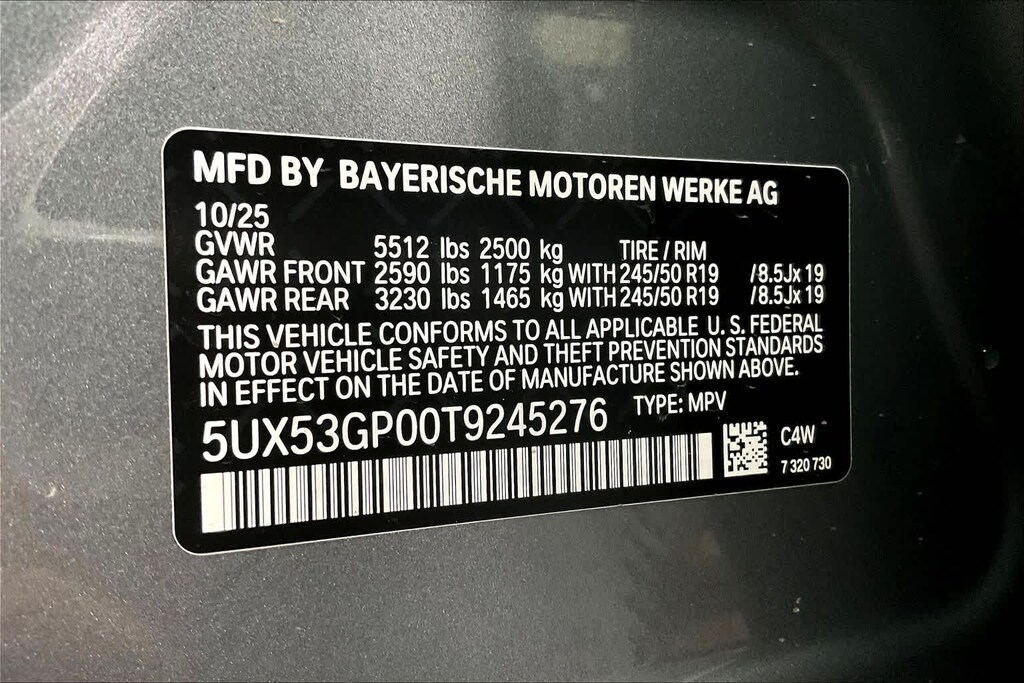 MFD BY BAYERISCHE MOTOREN WERKE AG
10/25
GVWR 5512 lbs 2500 kg TIRE / RIM
GAWR FRONT 2590 lbs 1175 kg WITH 245/50 R19 /8.5Jx 19
GAWR REAR 3230 lbs 1465 kg WITH 245/50 R19 /8.5Jx 19
THIS VEHICLE CONFORMS TO ALL APPLICABLE U. S. FEDERAL
MOTOR VEHICLE SAFETY AND THEFT PREVENTION STANDARDS
IN EFFECT ON THE DATE OF MANUFACTURE SHOWN ABOVE.
5UX53GP00T9245276 TYPE: MPV
C4W
7 320 730